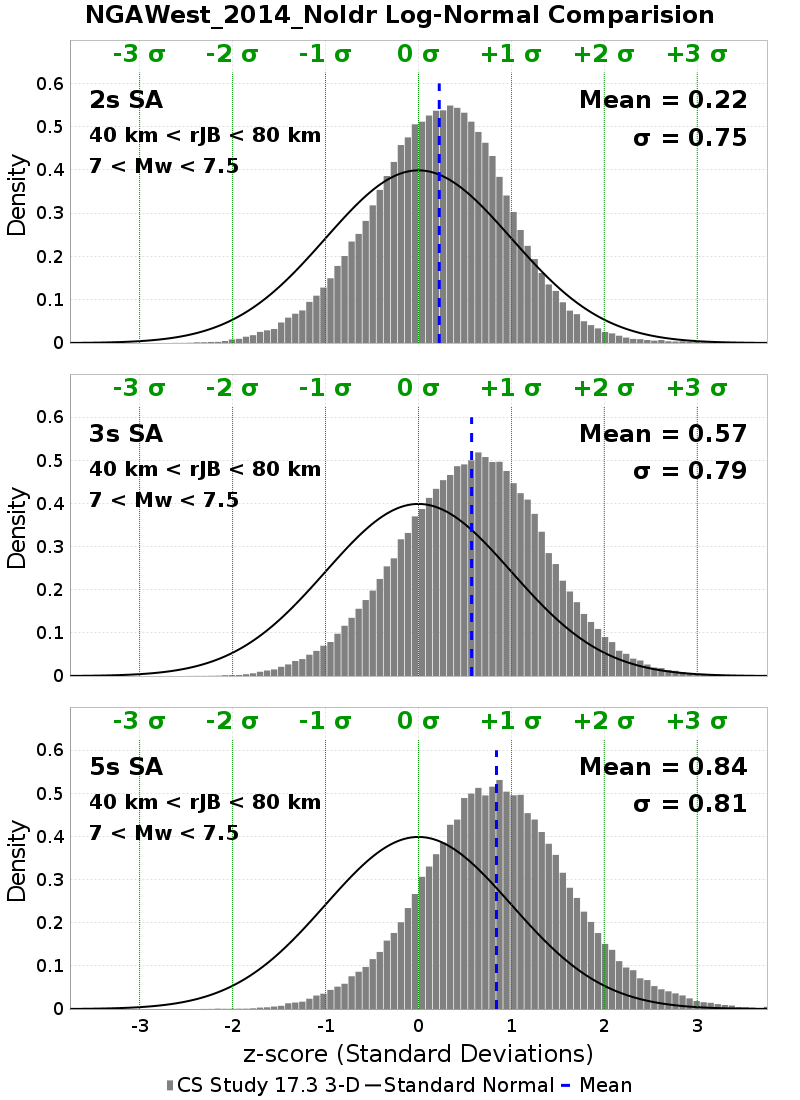 NGAWest_2014_NoIdr Log-Normal Comparision
-3 σ -2 σ -1 σ 0 σ +1 σ +2 σ +3 σ
0.6
2s SA Mean = 0.22
0.5
40 km < rJB < 80 km σ = 0.75
7 < Mw < 7.5
0.4
Density
0.3
0.2
0.1
0
-3 σ -2 σ -1 σ 0 σ +1 σ +2 σ +3 σ
0.6
3s SA Mean = 0.57
0.5
40 km < rJB < 80 km σ = 0.79
7 < Mw < 7.5
0.4
Density
0.3
0.2
0.1
0
-3 σ -2 σ -1 σ 0 σ +1 σ +2 σ +3 σ
0.6
5s SA Mean = 0.84
0.5
40 km < rJB < 80 km σ = 0.81
7 < Mw < 7.5
0.4
Density
0.3
0.2
0.1
0
-3 -2 -1 0 1 2 3
z-score (Standard Deviations)
CS Study 17.3 3-D Standard Normal Mean